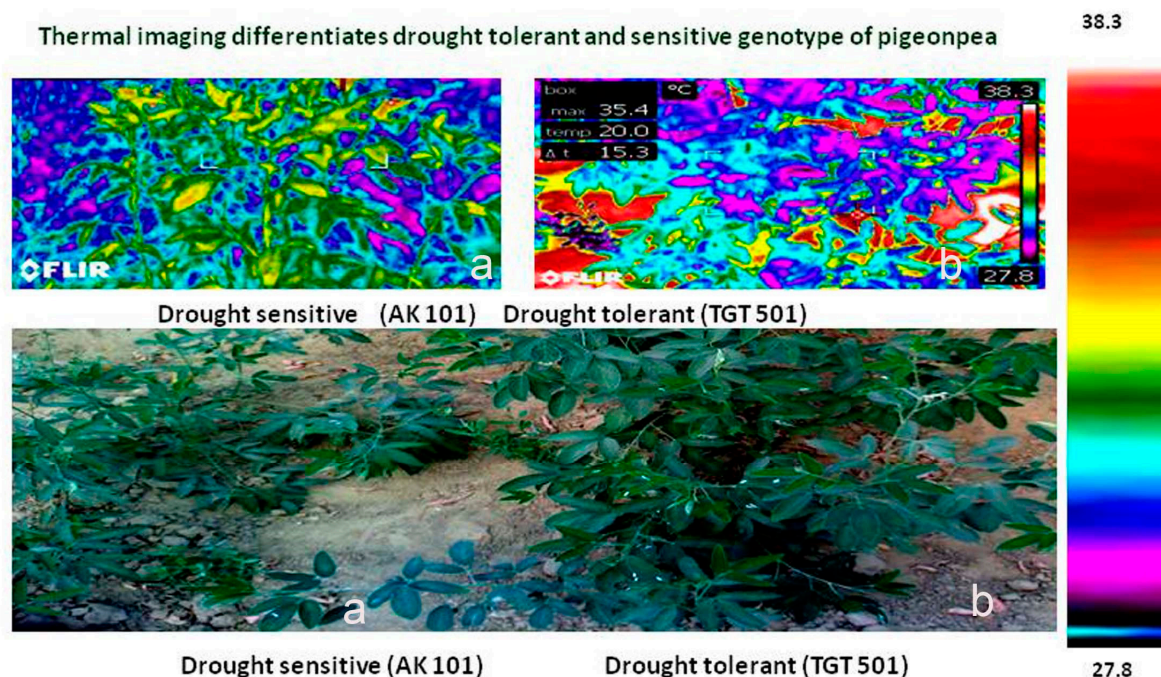 Thermal imaging differentiates drought tolerant and sensitive genotype of pigeonpea
38.3
box °C
max 35.4
temp 20.0
Δt 15.3
38.3
27.8
FLIR
a
FLIR
b
Drought sensitive (AK 101) Drought tolerant (TGT 501)
a
b
Drought sensitive (AK 101) Drought tolerant (TGT 501)
27.8